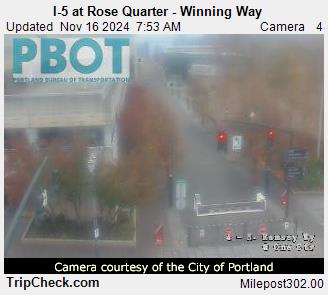 I-5 at Rose Quarter - Winning Way
Updated Nov 16 2024 7:53 AM Camera 4
PBOT
PORTLAND BUREAU OF TRANSPORTATION
Camera courtesy of the City of Portland
TripCheck.com Milepost302.00